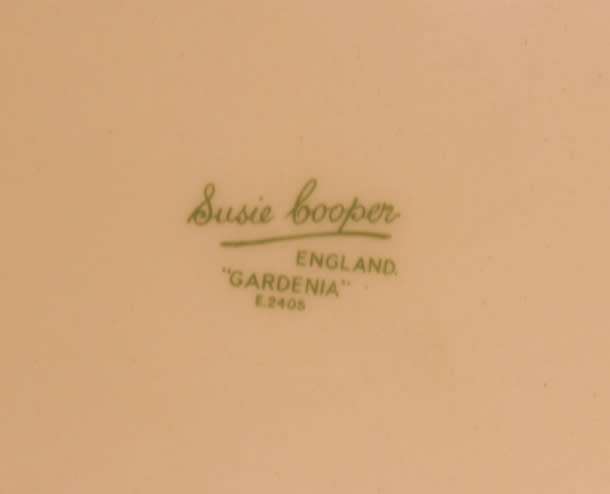 Susie Cooper
ENGLAND.
"GARDENIA"
E.2405